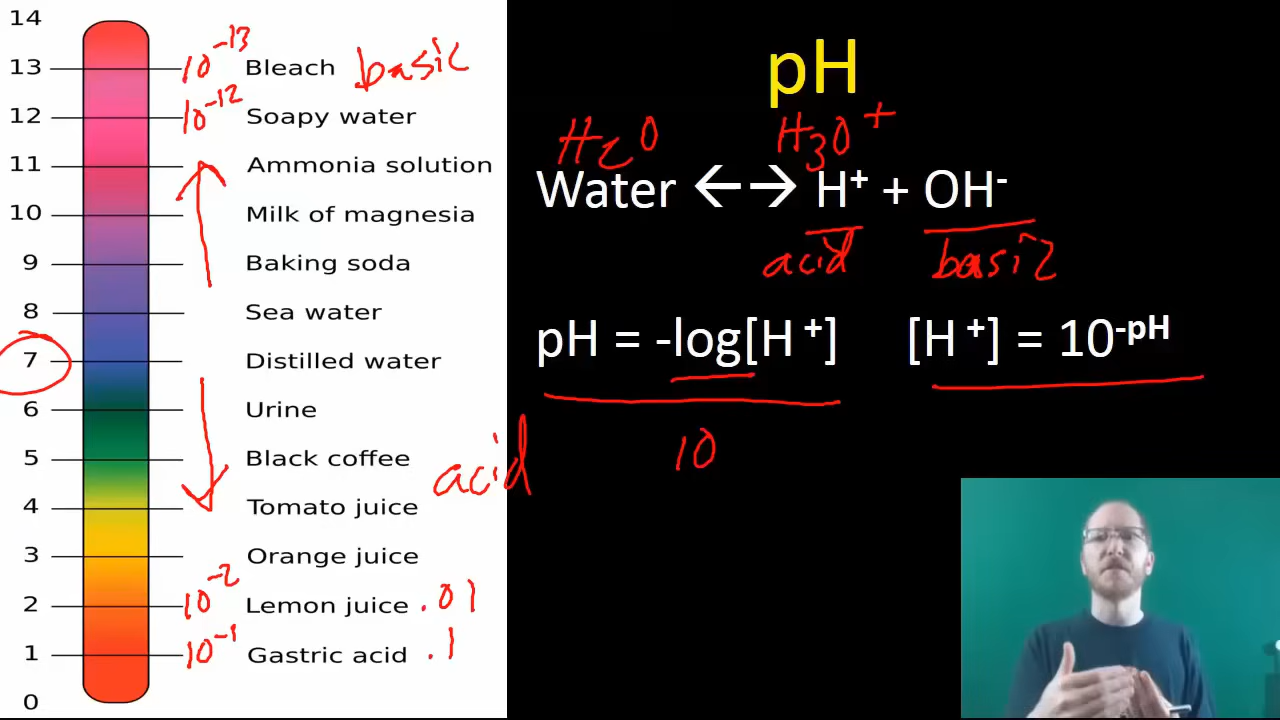 14
13 10⁻¹³ Bleach basic
12 10⁻¹² Soapy water
11 Ammonia solution
10 Milk of magnesia
9 Baking soda
8 Sea water
7 Distilled water
6 Urine
5 Black coffee
acid
4 Tomato juice
3 Orange juice
2 10⁻² Lemon juice .01
1 10⁻¹ Gastric acid .1
0
pH
H₂O H₃O⁺
Water ←→ H⁺ + OH⁻
acid basic
pH = -log[H⁺] [H⁺] = 10⁻ᵖᴴ
10